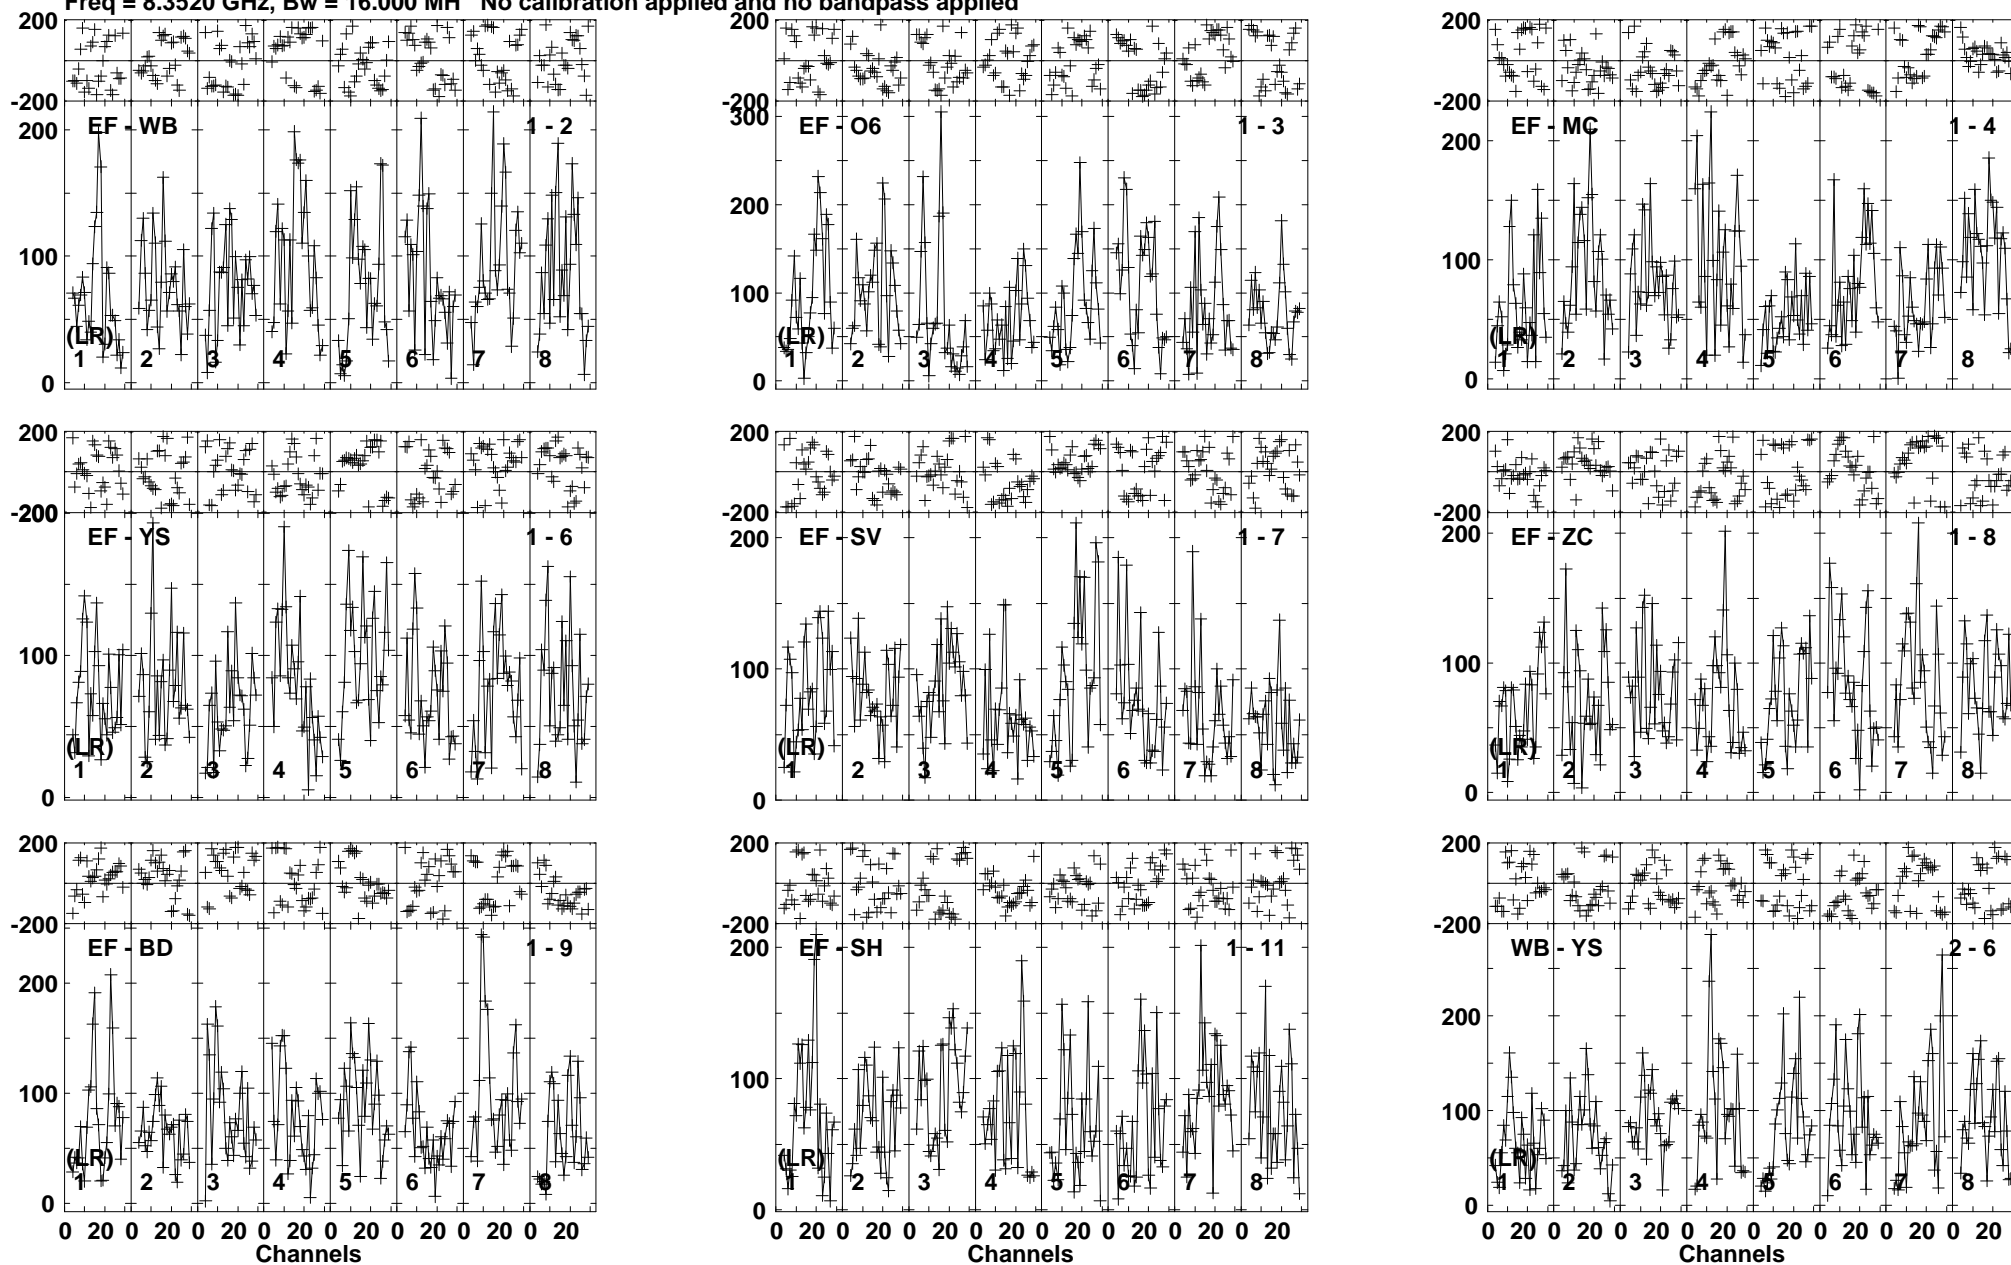 Freq = 8.3520 GHz, Bw = 16.000 MH No calibration applied and no bandpass applied
200 200 200
-200 -200 -200
EF - WB 1 - 2 EF - O6 1 - 3 EF - MC 1 - 4
200 300 200
100 200 100
0 100 0
0
(LR) (LR) (LR)
1 2 3 4 5 6 7 8 1 2 3 4 5 6 7 8 1 2 3 4 5 6 7 8
200 200 200
-200 -200 -200
EF - YS 1 - 6 EF - SV 1 - 7 EF - ZC 1 - 8
200 200 200
100 100 100
0 0 0
(LR) (LR) (LR)
1 2 3 4 5 6 7 8 1 2 3 4 5 6 7 8 1 2 3 4 5 6 7 8
200 200 200
-200 -200 -200
EF - BD 1 - 9 EF - SH 1 - 11 WB - YS 2 - 6
200 200 200
100 100 100
0 0 0
(LR) (LR) (LR)
1 2 3 4 5 6 7 8 1 2 3 4 5 6 7 8 1 2 3 4 5 6 7 8
0 20 0 20 0 20 0 20 0 20 0 20 0 20 0 20 0 20 0 20 0 20 0 20 0 20 0 20 0 20 0 20 0 20 0 20 0 20 0 20 0 20 0 20 0 20 0 20
Channels Channels Channels